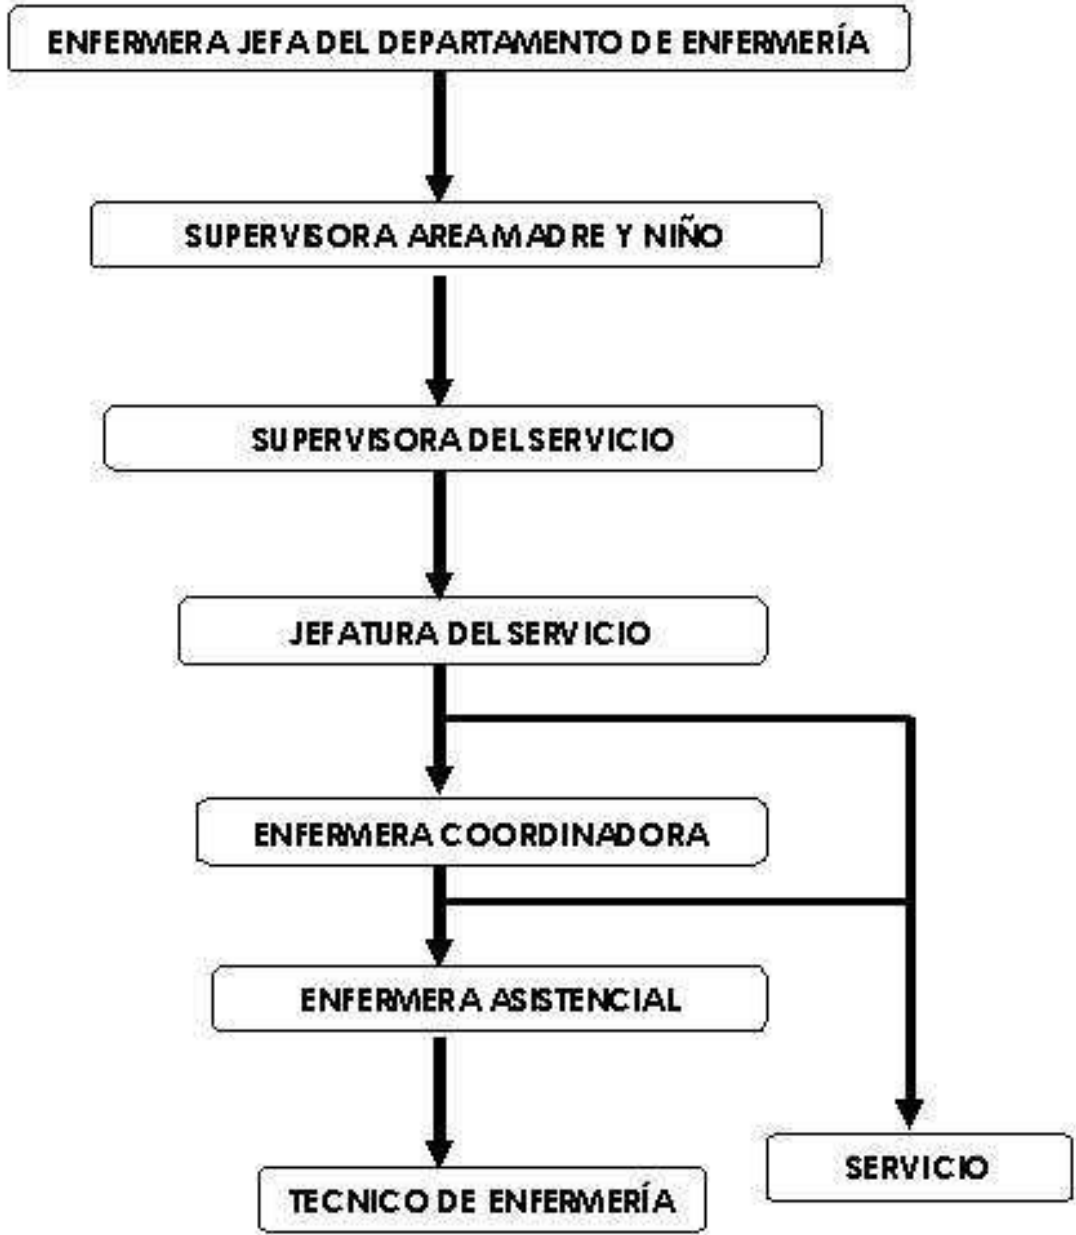 ENFERMERA JEFA DEL DEPARTAMENTO DE ENFERMERÍA
SUPERVISORA AREA MADRE Y NIÑO
SUPERVISORA DEL SERVICIO
JEFATURA DEL SERVICIO
ENFERMERA COORDINADORA
ENFERMERA ASISTENCIAL
SERVICIO
TECNICO DE ENFERMERÍA